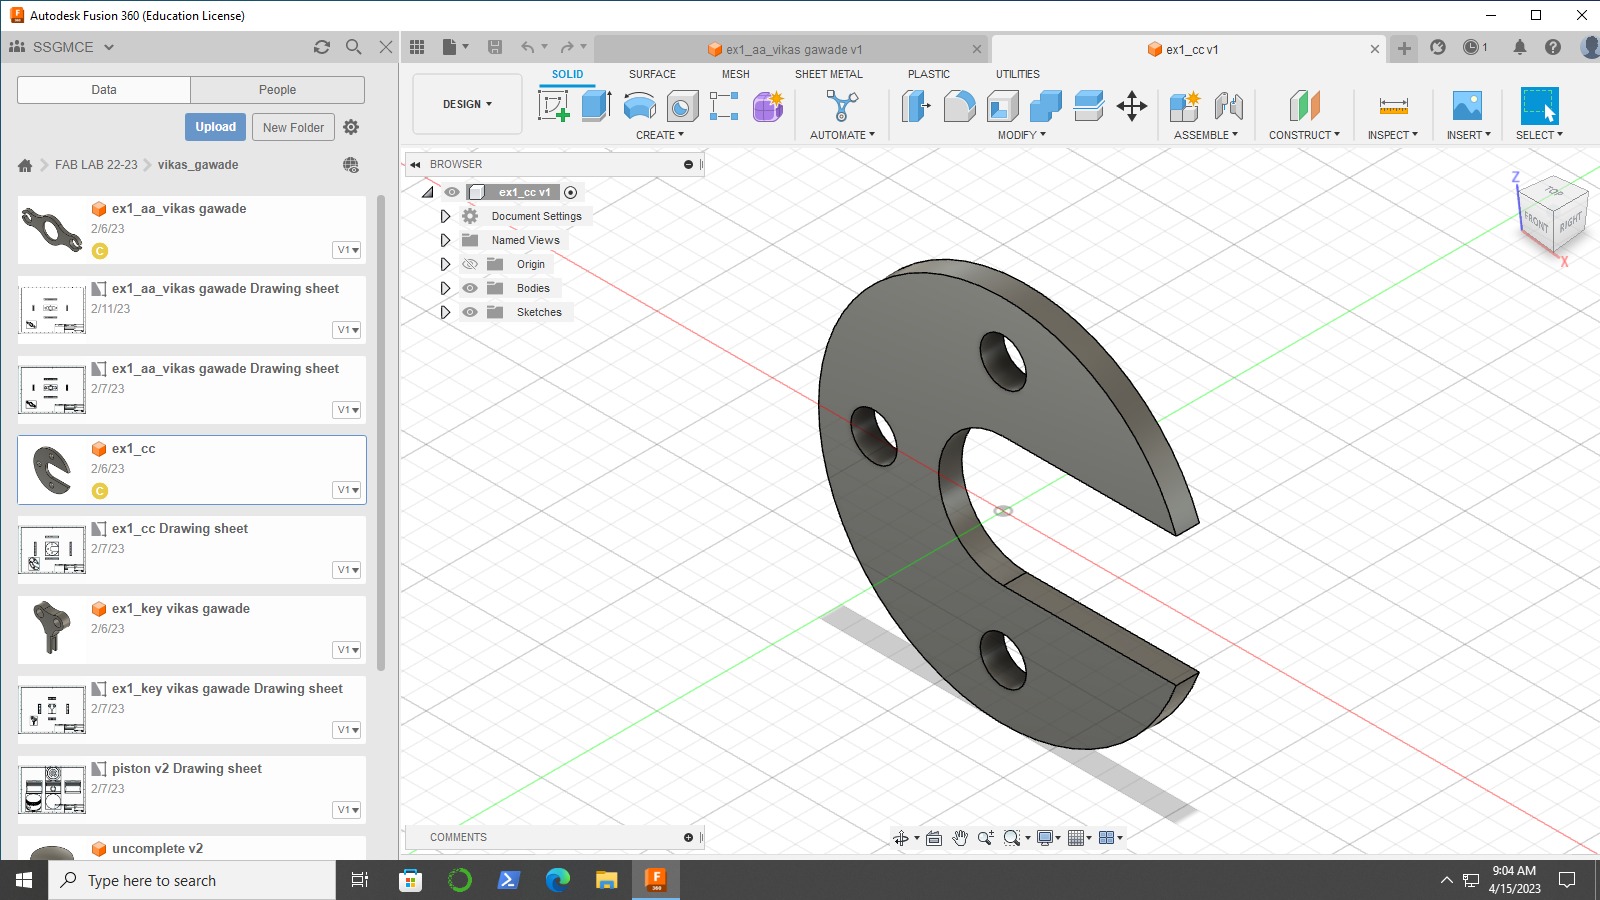 Autodesk Fusion 360 (Education License)
SSGMCE
ex1_aa_vikas gawade v1
ex1_cc v1
1
Data
People
Upload
New Folder
FAB LAB 22-23
vikas_gawade
DESIGN
SOLID
SURFACE
MESH
SHEET METAL
PLASTIC
UTILITIES
CREATE
AUTOMATE
MODIFY
ASSEMBLE
CONSTRUCT
INSPECT
INSERT
SELECT
ex1_aa_vikas gawade
2/6/23
C
V1
ex1_aa_vikas gawade Drawing sheet
2/11/23
V1
ex1_aa_vikas gawade Drawing sheet
2/7/23
V1
ex1_cc
2/6/23
C
V1
ex1_cc Drawing sheet
2/7/23
V1
ex1_key vikas gawade
2/6/23
V1
ex1_key vikas gawade Drawing sheet
2/7/23
V1
piston v2 Drawing sheet
2/7/23
V1
uncomplete v2
BROWSER
ex1_cc v1
Document Settings
Named Views
Origin
Bodies
Sketches
Z
TOP
FRONT
RIGHT
X
COMMENTS
Type here to search
F
360
9:04 AM
4/15/2023